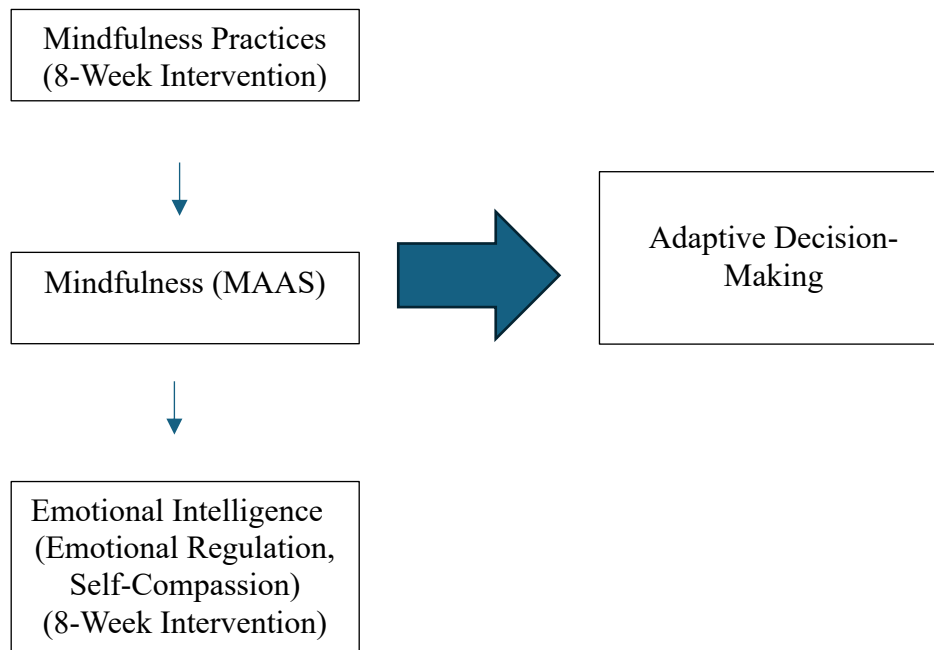 Mindfulness Practices
(8-Week Intervention)
Mindfulness (MAAS)
Adaptive Decision-
Making
Emotional Intelligence
(Emotional Regulation,
Self-Compassion)
(8-Week Intervention)